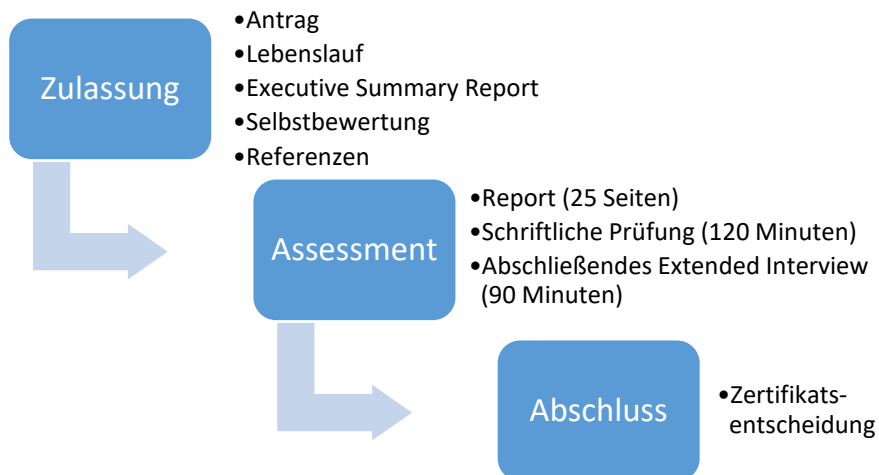 Zulassung
•Antrag
•Lebenslauf
•Executive Summary Report
•Selbstbewertung
•Referenzen
Assessment
•Report (25 Seiten)
•Schriftliche Prüfung (120 Minuten)
•Abschließendes Extended Interview
(90 Minuten)
Abschluss
•Zertifikats-
entscheidung